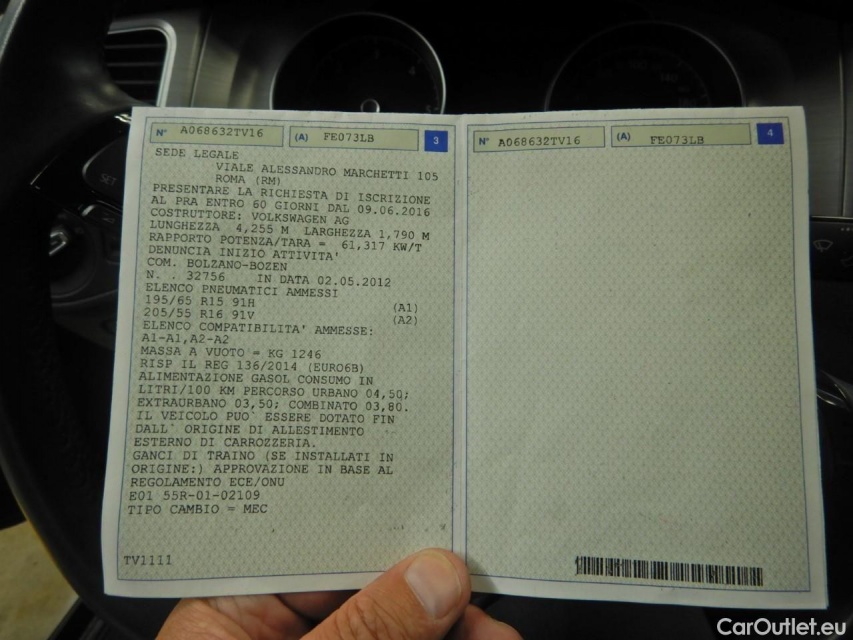 N° A068632TV16 (A) FE073LB 3
SEDE LEGALE
VIALE ALESSANDRO MARCHETTI 105
ROMA (RM)
PRESENTARE LA RICHIESTA DI ISCRIZIONE
AL PRA ENTRO 60 GIORNI DAL 09.06.2016
COSTRUTTORE: VOLKSWAGEN AG
LUNGHEZZA 4,255 M LARGHEZZA 1,790 M
RAPPORTO POTENZA/TARA = 61,317 KW/T
DENUNCIA INIZIO ATTIVITA'
COM. BOLZANO-BOZEN
N. . 32756 IN DATA 02.05.2012
ELENCO PNEUMATICI AMMESSI
195/65 R15 91H (A1)
205/55 R16 91V (A2)
ELENCO COMPATIBILITA' AMMESSE:
A1-A1,A2-A2
MASSA A VUOTO = KG 1246
RISP IL REG 136/2014 (EURO6B)
ALIMENTAZIONE GASOL CONSUMO IN
LITRI/100 KM PERCORSO URBANO 04,50;
EXTRAURBANO 03,50; COMBINATO 03,80.
IL VEICOLO PUO' ESSERE DOTATO FIN
DALL' ORIGINE DI ALLESTIMENTO
ESTERNO DI CARROZZERIA.
GANCI DI TRAINO (SE INSTALLATI IN
ORIGINE:) APPROVAZIONE IN BASE AL
REGOLAMENTO ECE/ONU
E01 55R-01-02109
TIPO CAMBIO = MEC
TV1111
N° A068632TV16 (A) FE073LB 4
SET
CarOutlet.eu